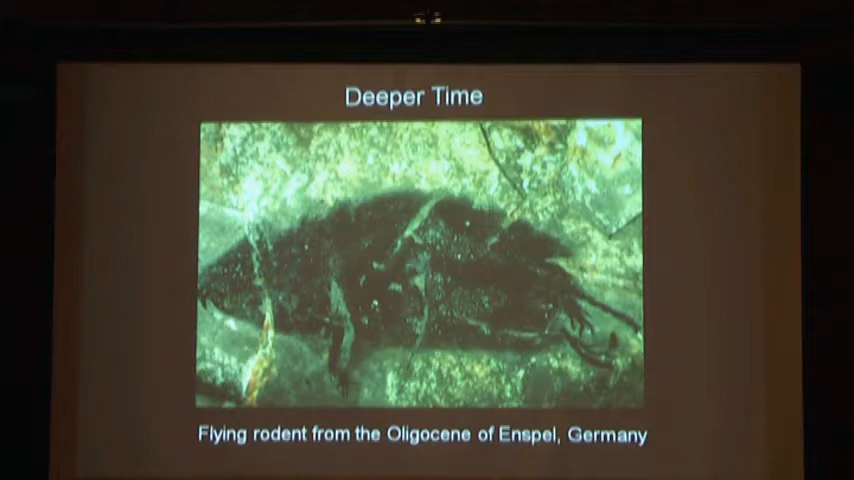 Deeper Time
Flying rodent from the Oligocene of Enspel, Germany